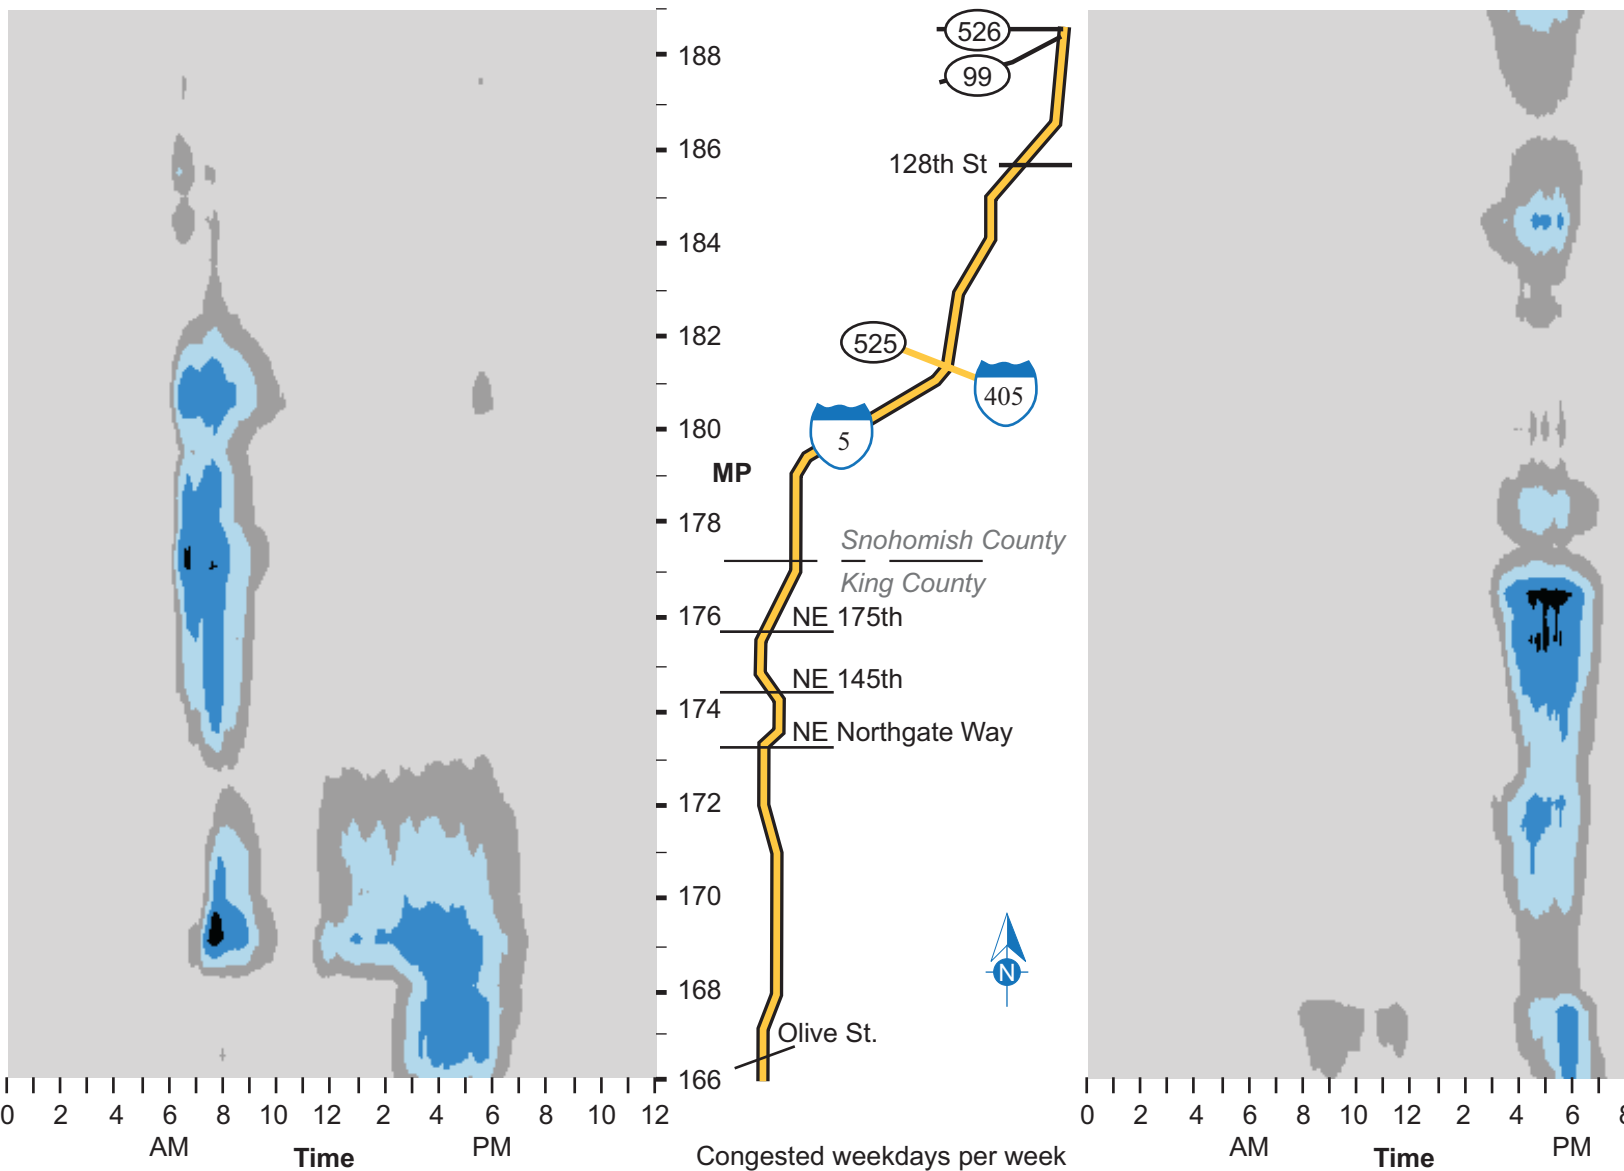 526
99
188
186
128th St
184
182
525
405
180
5
MP
178
Snohomish County
King County
176
NE 175th
NE 145th
174
NE Northgate Way
172
170
N
168
Olive St.
166
0 2 4 6 8 10 12 2 4 6 8 10 12
AM Time PM
0 2 4 6 8 10 12 2 4 6
AM Time PM
Congested weekdays per week